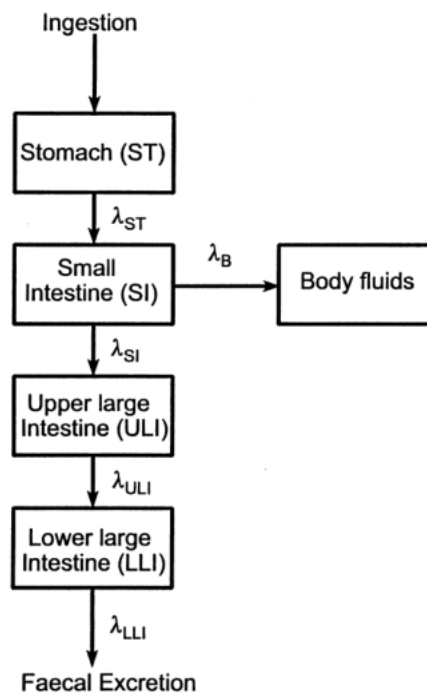 Ingestion
Stomach (ST)
λST
Small
Intestine (SI)
λB
Body fluids
λSI
Upper large
Intestine (ULI)
λULI
Lower large
Intestine (LLI)
λLLI
Faecal Excretion